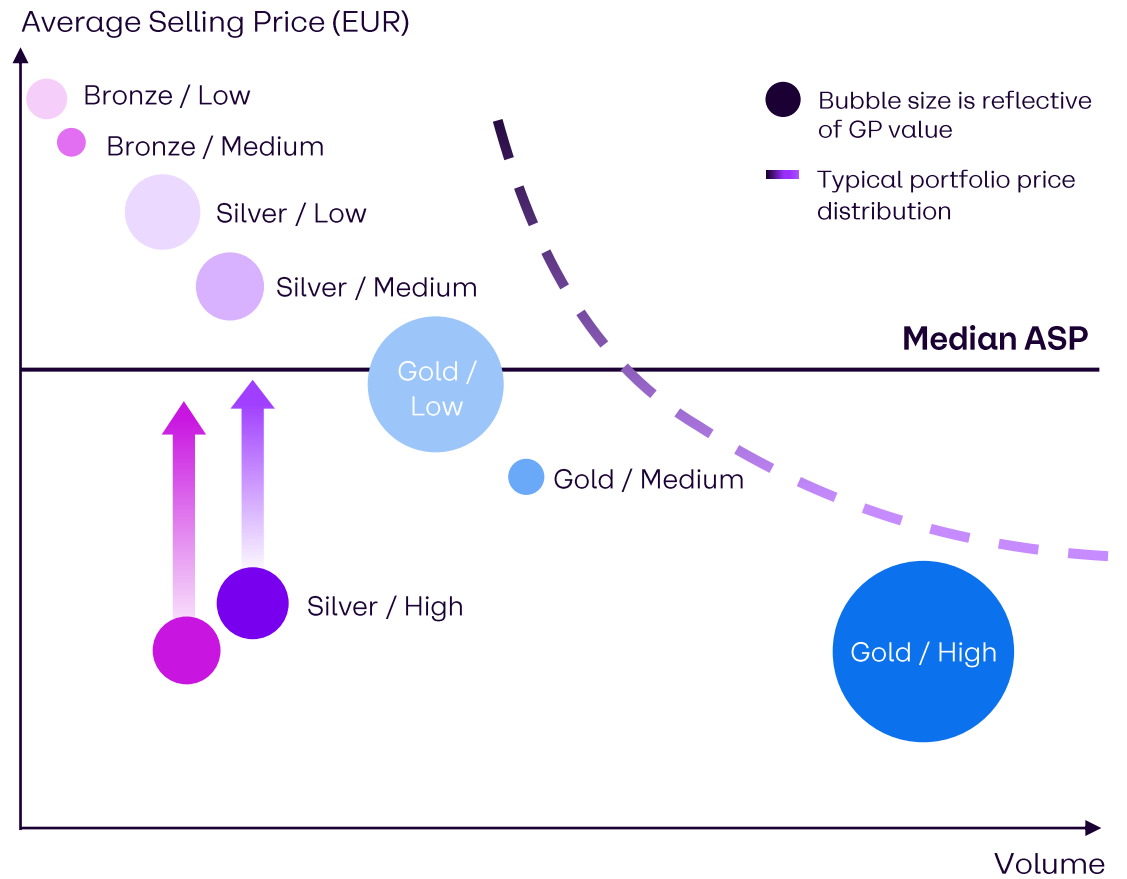 Average Selling Price (EUR)
Bronze / Low
Bronze / Medium
Silver / Low
Silver / Medium
Bubble size is reflective
of GP value
Typical portfolio price
distribution
Median ASP
Gold /
Low
Gold / Medium
Silver / High
Gold / High
Volume